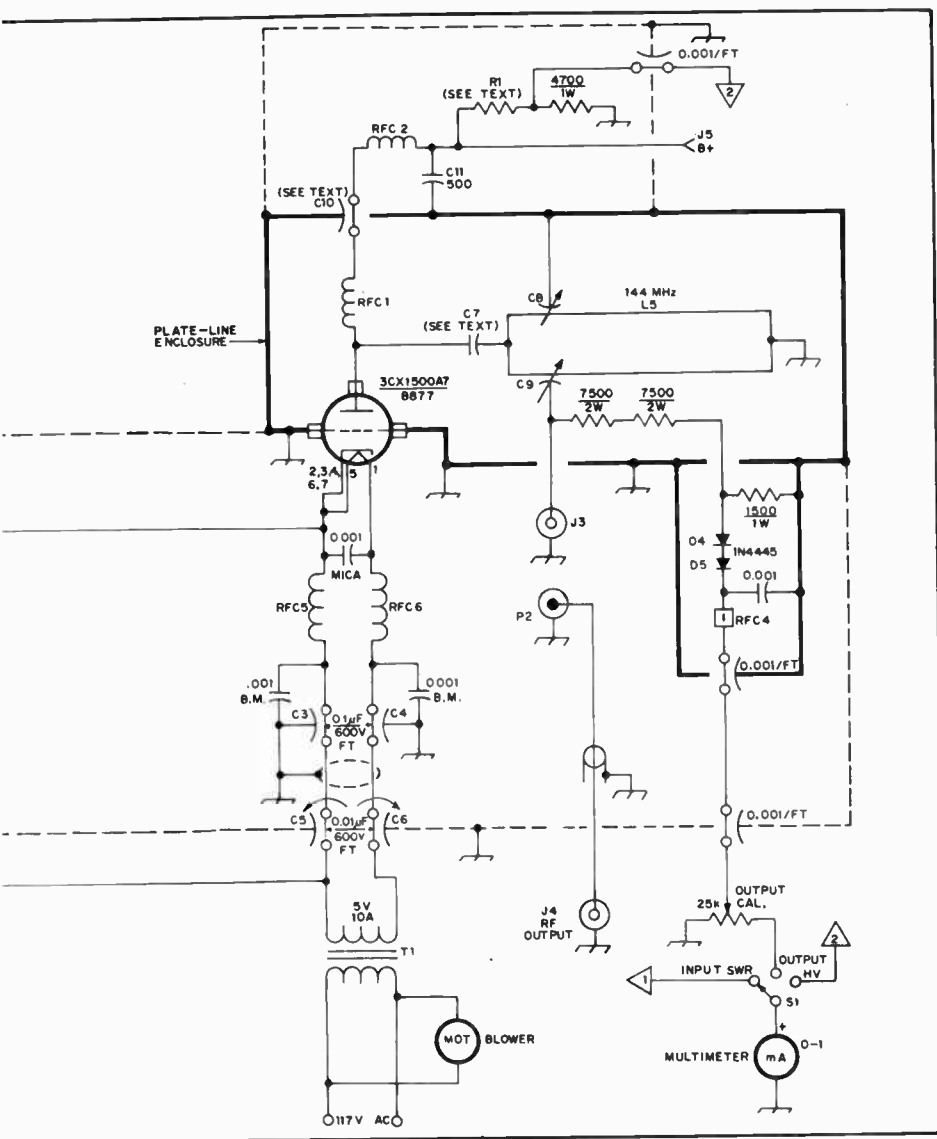 0.001/FT
2
R1
(SEE TEXT)
4700
1W
RFC 2
J5
B+
C11
500
(SEE TEXT)
C10
RFC1
C8
144 MHz
L5
C7
(SEE TEXT)
PLATE-LINE
ENCLOSURE
C9
3CX1500A7
8877
7500
2W
7500
2W
2,3,4,
6,7
5
1
1500
1W
J3
0.001
MICA
D4
1N4445
D5
0.001
RFC5
RFC6
P2
RFC4
.001
B.M.
0.001
B.M.
0.001/FT
C3
0.1µF
600V
FT
C4
C5
0.01µF
600V
FT
C6
0.001/FT
5V
10A
T1
J4
RF
OUTPUT
25k
OUTPUT
CAL.
2
OUTPUT
HV
1
INPUT SWR
S1
MOT
BLOWER
+
0-1
MULTIMETER
mA
117V AC